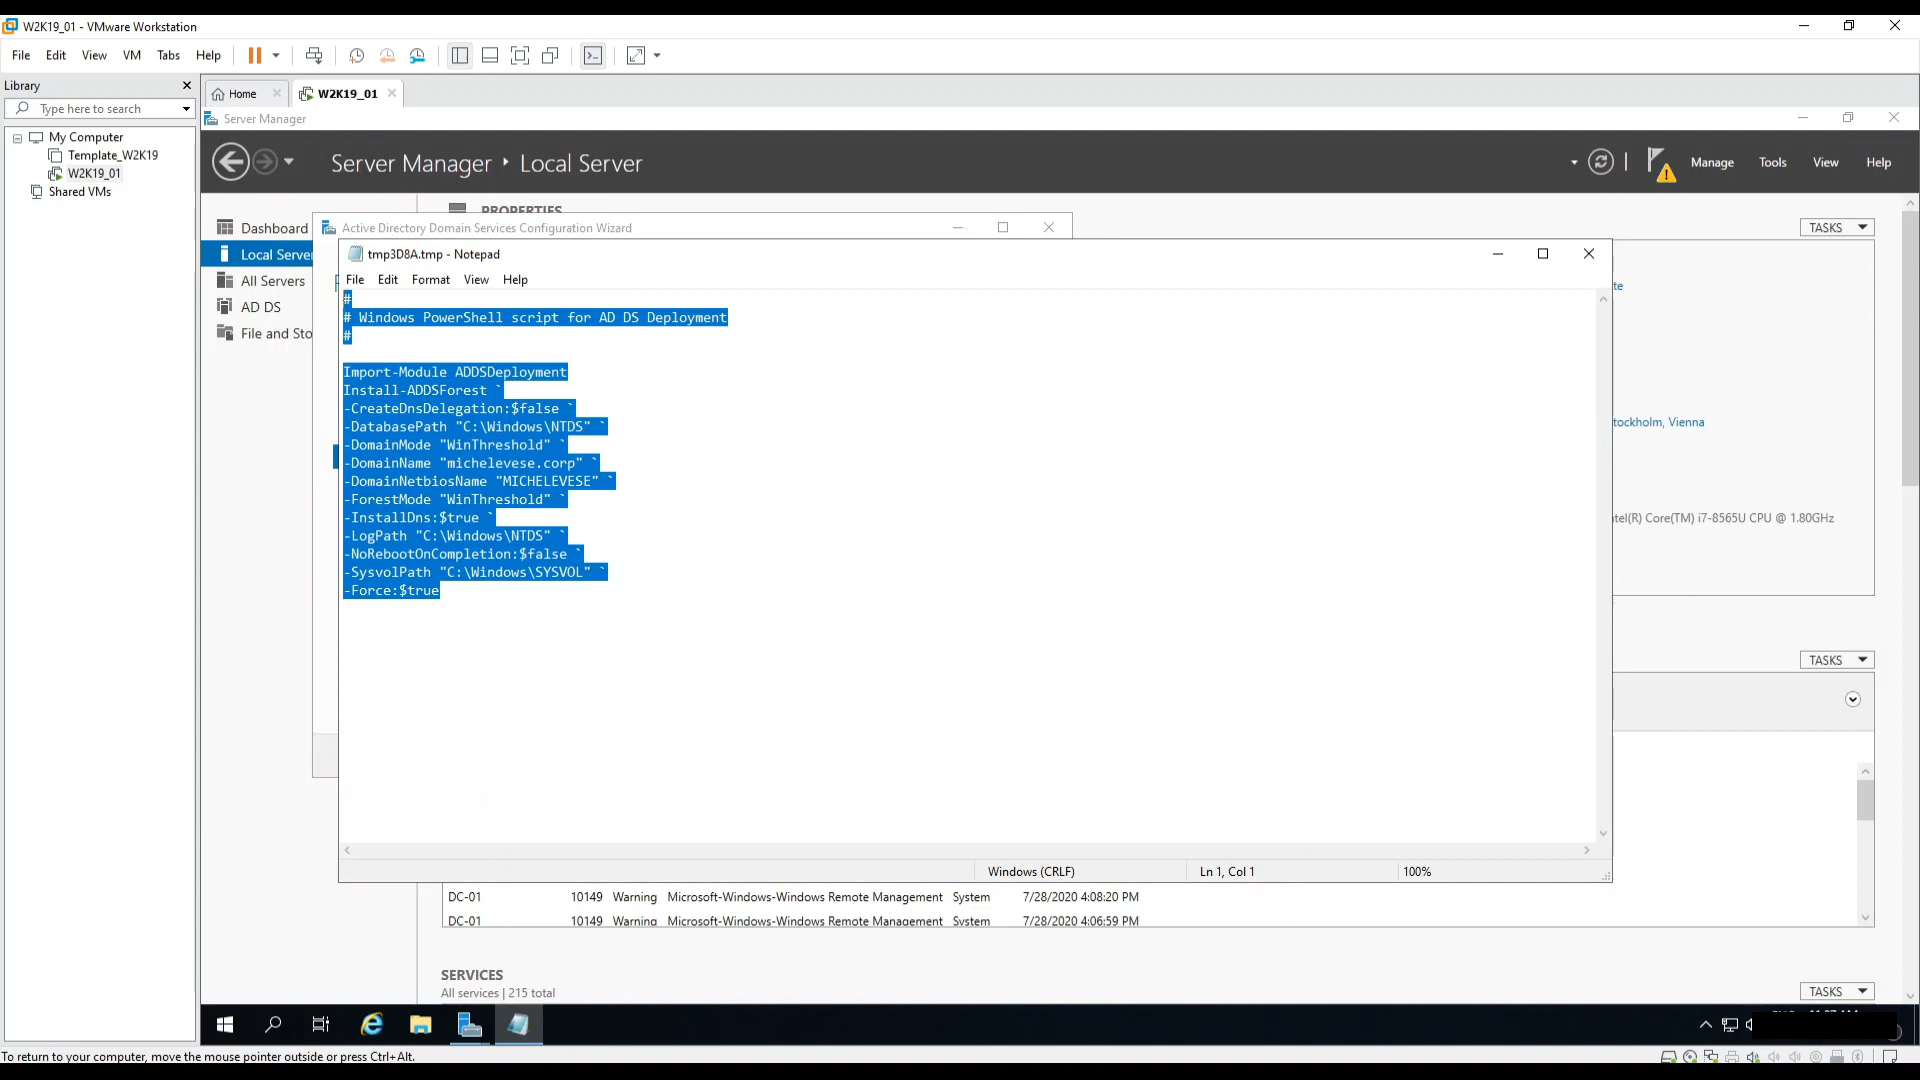 W2K19_01 - VMware Workstation
File Edit View VM Tabs Help
Library
Home
W2K19_01
Type here to search
Server Manager
My Computer
Template_W2K19
W2K19_01
Shared VMs
Server Manager Local Server
Manage Tools View Help
PROPERTIES
TASKS
Dashboard
Local Serve
All Servers
AD DS
File and Sto
Active Directory Domain Services Configuration Wizard
tmp3D8A.tmp - Notepad
File Edit Format View Help
#
# Windows PowerShell script for AD DS Deployment
#
Import-Module ADDSDeployment
Install-ADDSForest `
-CreateDnsDelegation:$false `
-DatabasePath "C:\Windows\NTDS" `
-DomainMode "WinThreshold" `
-DomainName "michelevese.corp" `
-DomainNetbiosName "MICHELEVESE" `
-ForestMode "WinThreshold" `
-InstallDns:$true `
-LogPath "C:\Windows\NTDS" `
-NoRebootOnCompletion:$false `
-SysvolPath "C:\Windows\SYSVOL" `
-Force:$true
te
tockholm, Vienna
tel(R) Core(TM) i7-8565U CPU @ 1.80GHz
TASKS
Windows (CRLF) Ln 1, Col 1 100%
DC-01 10149 Warning Microsoft-Windows-Windows Remote Management System 7/28/2020 4:08:20 PM
DC-01 10149 Warning Microsoft-Windows-Windows Remote Management System 7/28/2020 4:06:59 PM
SERVICES
All services | 215 total
TASKS
To return to your computer, move the mouse pointer outside or press Ctrl+Alt.